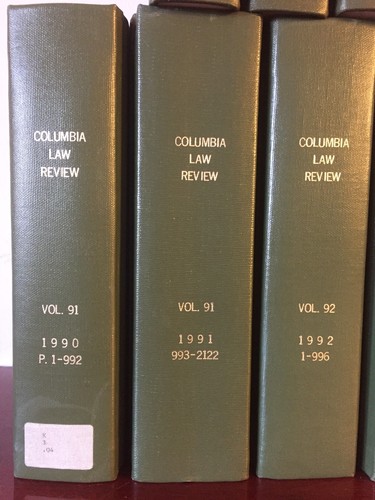 COLUMBIA
LAW
REVIEW
VOL. 91
1990
P. 1-992
COLUMBIA
LAW
REVIEW
VOL. 91
1991
993-2122
COLUMBIA
LAW
REVIEW
VOL. 92
1992
1-996